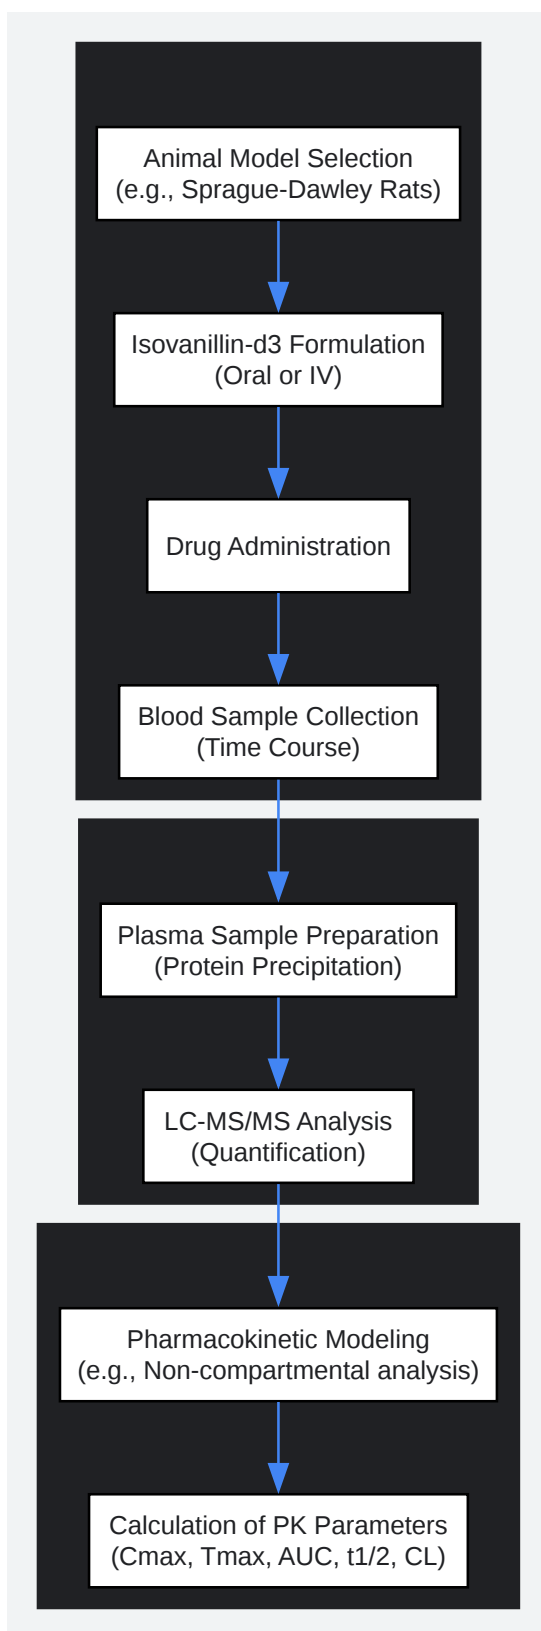 Animal Model Selection
(e.g., Sprague-Dawley Rats)
Isovanillin-d3 Formulation
(Oral or IV)
Drug Administration
Blood Sample Collection
(Time Course)
Plasma Sample Preparation
(Protein Precipitation)
LC-MS/MS Analysis
(Quantification)
Pharmacokinetic Modeling
(e.g., Non-compartmental analysis)
Calculation of PK Parameters
(Cmax, Tmax, AUC, t1/2, CL)